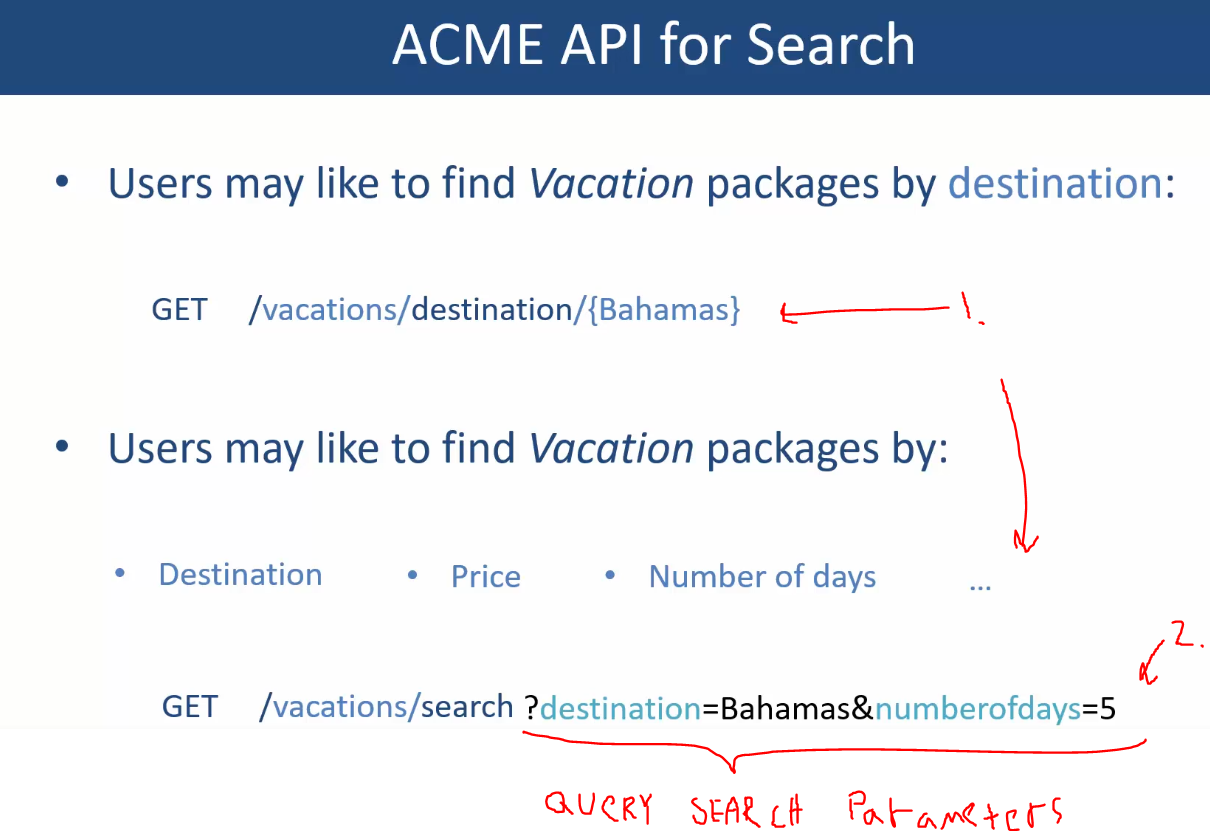 ACME API for Search
• Users may like to find Vacation packages by destination:
GET /vacations/destination/{Bahamas}
1.
• Users may like to find Vacation packages by:
• Destination • Price • Number of days ...
2.
GET /vacations/search ?destination=Bahamas&numberofdays=5
QUERY SEARCH Parameters